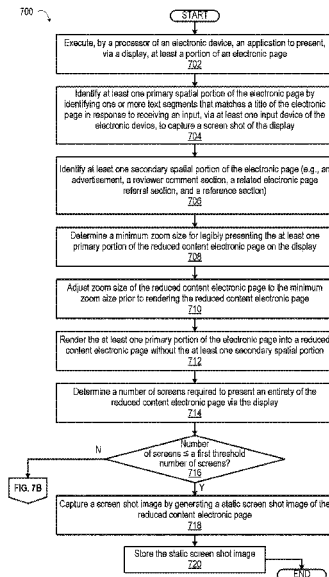 700
START
Execute, by a processor of an electronic device, an application to present,
via a display, at least a portion of an electronic page
702
Identify at least one primary spatial portion of the electronic page by
identifying one or more text segments that matches a title of the electronic
page in response to receiving an input, via at least one input device of the
electronic device, to capture a screen shot of the display
704
Identify at least one secondary spatial portion of the electronic page (e.g., an
advertisement, a reviewer comment section, a related electronic page
referral section, and a reference section)
706
Determine a minimum zoom size for legibly presenting the at least one
primary portion of the reduced content electronic page on the display
708
Adjust zoom size of the reduced content electronic page to the minimum
zoom size prior to rendering the reduced content electronic page
710
Render the at least one primary portion of the electronic page into a reduced
content electronic page without the at least one secondary spatial portion
712
Determine a number of screens required to present an entirety of the
reduced content electronic page via the display
714
Number
of screens ≤ a first threshold
number of screens?
716
N
FIG. 7B
Y
Capture a screen shot image by generating a static screen shot image of the
reduced content electronic page
718
Store the static screen shot image
720
END